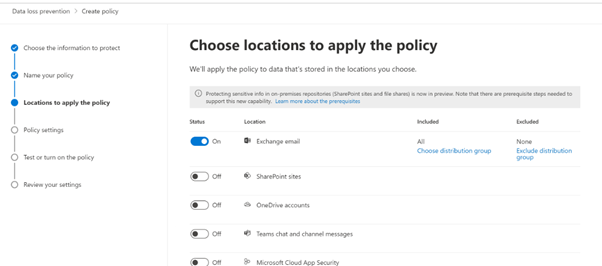 Data loss prevention > Create policy
Choose the information to protect
Name your policy
Locations to apply the policy
Policy settings
Test or turn on the policy
Review your settings
Choose locations to apply the policy
We'll apply the policy to data that's stored in the locations you choose.
Protecting sensitive info in on-premises repositories (SharePoint sites and file shares) is now in preview. Note that there are prerequisite steps needed to
support this new capability. Learn more about the prerequisites
Status Location Included Excluded
On Exchange email All None
Choose distribution group Exclude distribution
group
Off SharePoint sites
Off OneDrive accounts
Off Teams chat and channel messages
Off Microsoft Cloud App Security